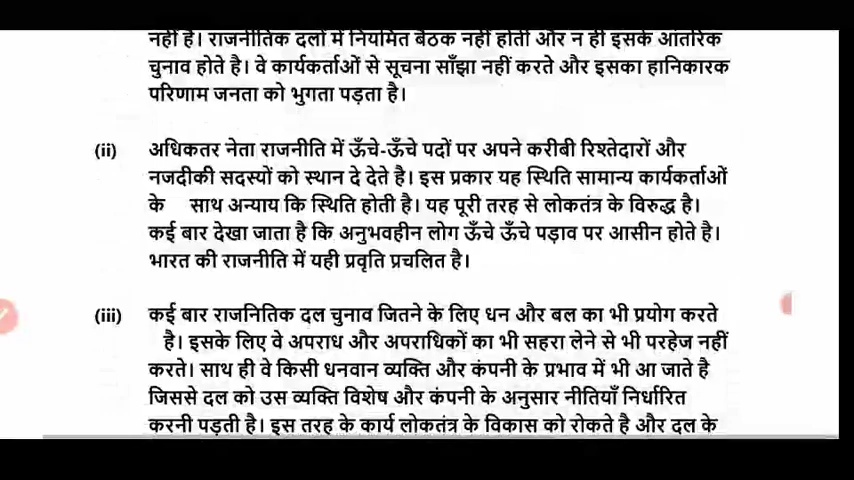 नहीं है। राजनीतिक दलों में नियमित बैठक नहीं होती और न ही इसके आंतरिक
चुनाव होते है। वे कार्यकर्ताओं से सूचना साँझा नहीं करते और इसका हानिकारक
परिणाम जनता को भुगता पड़ता है।
(ii) अधिकतर नेता राजनीति में ऊँचे-ऊँचे पदों पर अपने करीबी रिश्तेदारों और
नजदीकी सदस्यों को स्थान दे देते है। इस प्रकार यह स्थिति सामान्य कार्यकर्ताओं
के साथ अन्याय कि स्थिति होती है। यह पूरी तरह से लोकतंत्र के विरुद्ध है।
कई बार देखा जाता है कि अनुभवहीन लोग ऊँचे ऊँचे पड़ाव पर आसीन होते है।
भारत की राजनीति में यही प्रवृति प्रचलित है।
(iii) कई बार राजनितिक दल चुनाव जितने के लिए धन और बल का भी प्रयोग करते
है। इसके लिए वे अपराध और अपराधिकों का भी सहरा लेने से भी परहेज नहीं
करते। साथ ही वे किसी धनवान व्यक्ति और कंपनी के प्रभाव में भी आ जाते है
जिससे दल को उस व्यक्ति विशेष और कंपनी के अनुसार नीतियाँ निर्धारित
करनी पड़ती है। इस तरह के कार्य लोकतंत्र के विकास को रोकते है और दल के